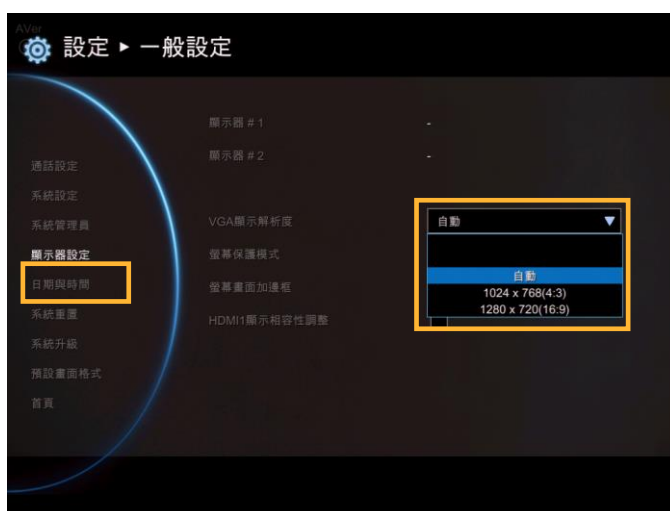 AVer
設定 ▸ 一般設定
顯示器 # 1 -
顯示器 # 2 -
通話設定
系統設定
系統管理員
顯示器設定
日期與時間
系統重置
系統升級
預設畫面格式
首頁
VGA顯示解析度 自動 ▼
螢幕保護模式
螢幕畫面加邊框
HDMI1顯示相容性調整
自動
1024 x 768(4:3)
1280 x 720(16:9)